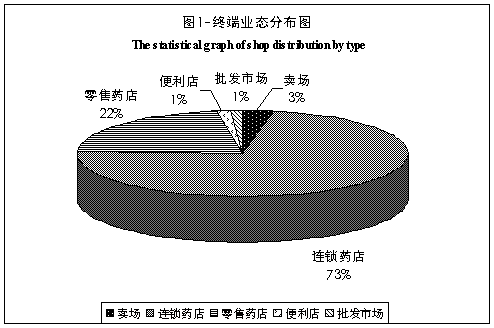 图1-终端业态分布图
The statistical graph of shop distribution by type
批发市场
1%
卖场
3%
便利店
1%
零售药店
22%
连锁药店
73%
卖场 连锁药店 零售药店 便利店 批发市场